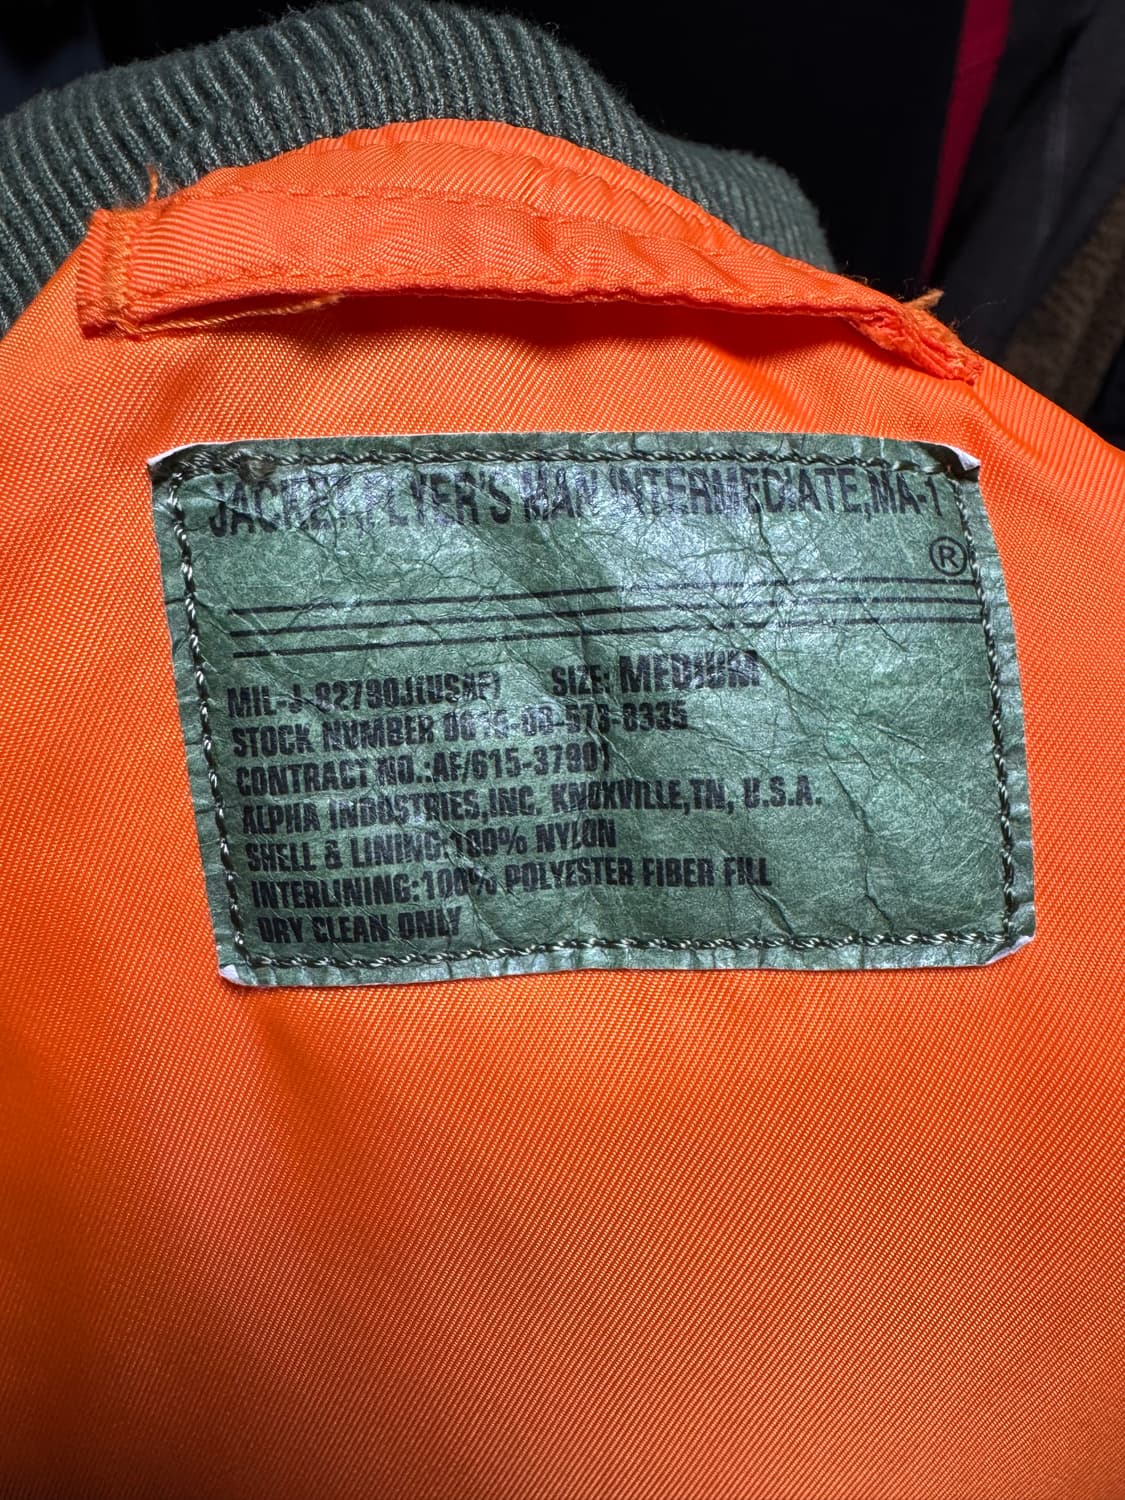 JACKET,FLYER'S MAN INTERMEDIATE,MA-1
®
MIL-J-82790J(USAF) SIZE: MEDIUM
STOCK NUMBER
CONTRACT NO.:AF/615-37901
ALPHA INDUSTRIES,INC. KNOXVILLE,TN, U.S.A.
SHELL & LINING:100% NYLON
INTERLINING:100% POLYESTER FIBER FILL
DRY CLEAN ONLY